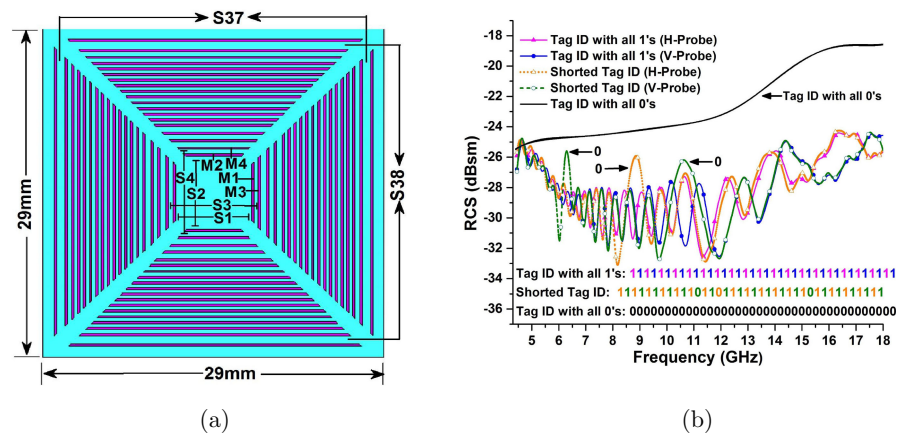 S37
29mm
S38
S4
M2
M4
M1
S2
M3
S3
S1
29mm
(a)
RCS (dBsm)
-18
-20
-22
-24
-26
-28
-30
-32
-34
-36
Tag ID with all 1's (H-Probe)
Tag ID with all 1's (V-Probe)
Shorted Tag ID (H-Probe)
Shorted Tag ID (V-Probe)
Tag ID with all 0's
Tag ID with all 0's
0
0
0
Tag ID with all 1's: 11111111111111111111111111111111111111
Shorted Tag ID: 11111111111011011111111111101111111111
Tag ID with all 0's: 00000000000000000000000000000000000000
5 6 7 8 9 10 11 12 13 14 15 16 17 18
Frequency (GHz)
(b)